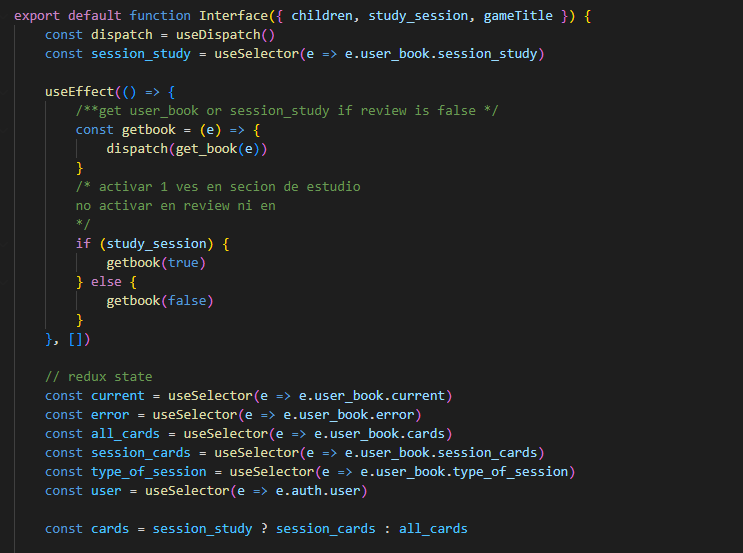 export default function Interface({ children, study_session, gameTitle }) {
    const dispatch = useDispatch()
    const session_study = useSelector(e => e.user_book.session_study)

    useEffect(() => {
        /**get user_book or session_study if review is false */
        const getbook = (e) => {
            dispatch(get_book(e))
        }
        /* activar 1 ves en secion de estudio
        no activar en review ni en
        */
        if (study_session) {
            getbook(true)
        } else {
            getbook(false)
        }
    }, [])

    // redux state
    const current = useSelector(e => e.user_book.current)
    const error = useSelector(e => e.user_book.error)
    const all_cards = useSelector(e => e.user_book.cards)
    const session_cards = useSelector(e => e.user_book.session_cards)
    const type_of_session = useSelector(e => e.user_book.type_of_session)
    const user = useSelector(e => e.auth.user)

    const cards = session_study ? session_cards : all_cards